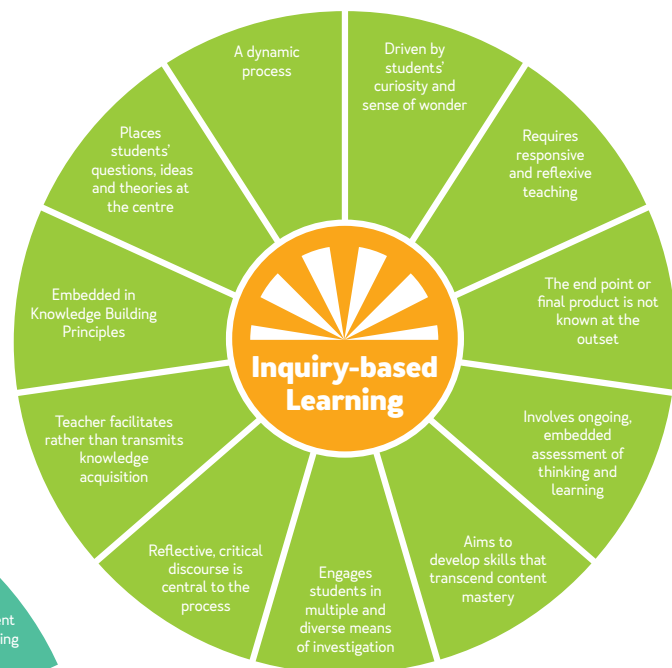 A dynamic
process
Driven by
students'
curiosity and
sense of wonder
Requires
responsive
and reflexive
teaching
The end point or
final product is not
known at the
outset
Involves ongoing,
embedded
assessment of
thinking and
learning
Aims to
develop skills that
transcend content
mastery
Engages
students in
multiple and
diverse means
of investigation
Reflective, critical
discourse is
central to the
process
Teacher facilitates
rather than transmits
knowledge
acquisition
Embedded in
Knowledge Building
Principles
Places
students'
questions, ideas
and theories at
the centre
Inquiry-based
Learning